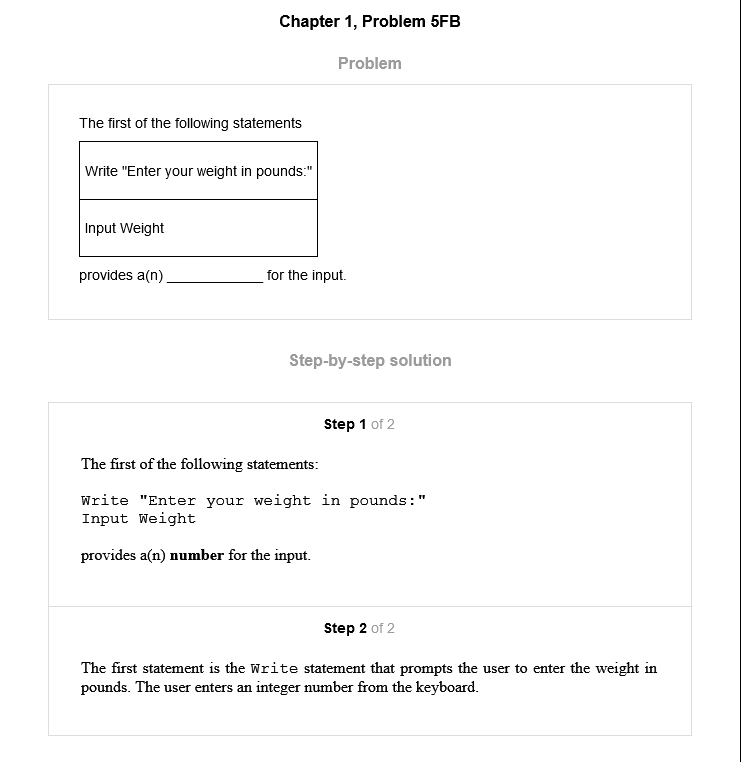 Chapter 1, Problem 5FB
Problem
The first of the following statements
Write "Enter your weight in pounds:"
Input Weight
provides a(n) ____________ for the input.
Step-by-step solution
Step 1 of 2
The first of the following statements:
Write "Enter your weight in pounds:"
Input Weight
provides a(n) number for the input.
Step 2 of 2
The first statement is the Write statement that prompts the user to enter the weight in
pounds. The user enters an integer number from the keyboard.